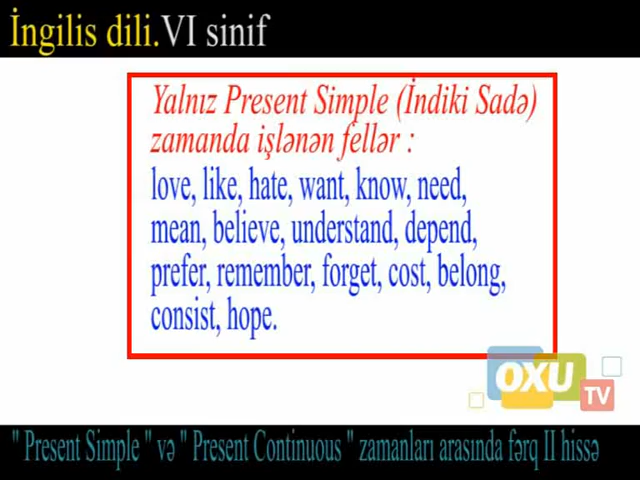 İngilis dili.VI sinif
Yalnız Present Simple (İndiki Sadə)
zamanda işlənən fellər :
love, like, hate, want, know, need,
mean, believe, understand, depend,
prefer, remember, forget, cost, belong,
consist, hope.
OXU
TV
" Present Simple " və " Present Continuous " zamanları arasında fərq II hissə